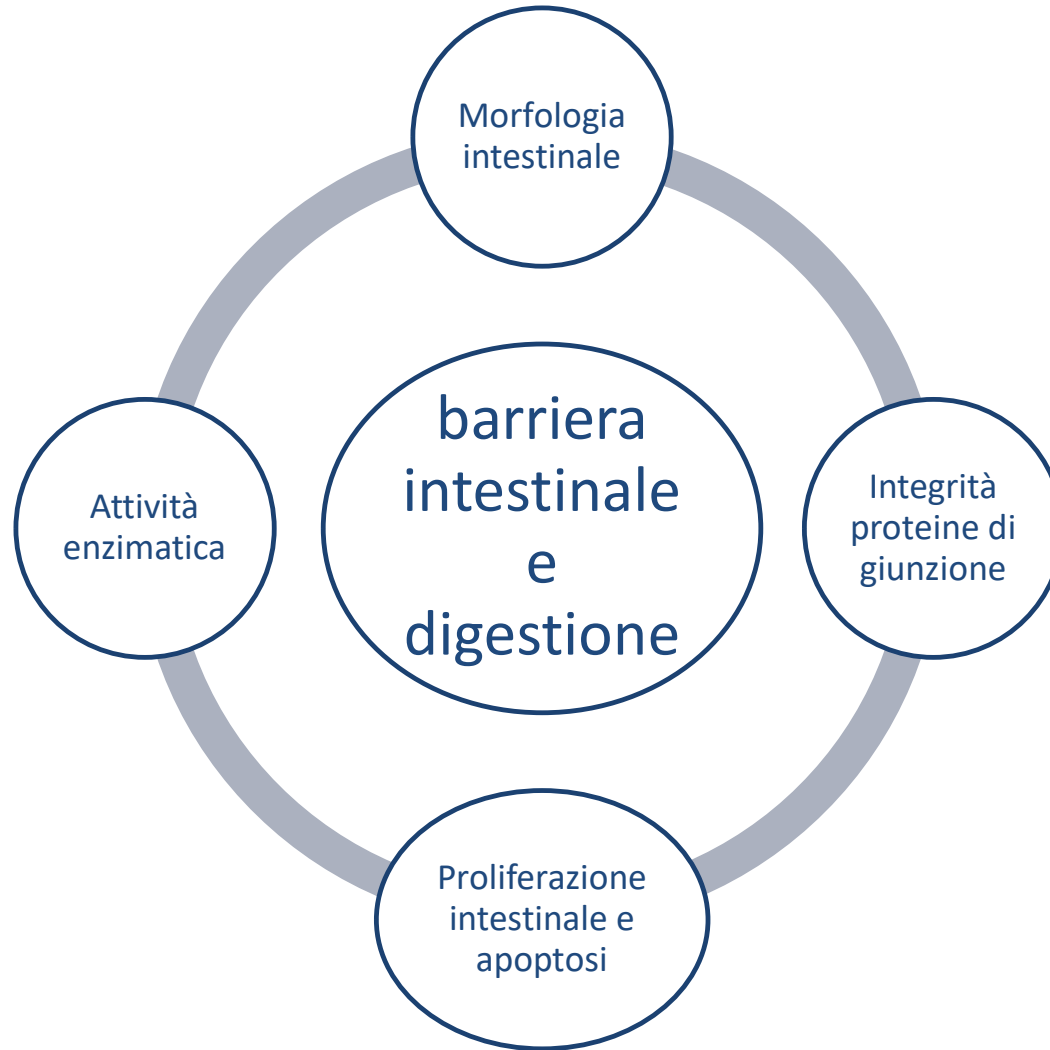 Morfologia
intestinale
barriera
intestinale
e
digestione
Attività
enzimatica
Integrità
proteine di
giunzione
Proliferazione
intestinale e
apoptosi